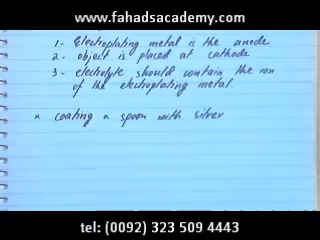 www.fahadsacademy.com
1- Electroplating metal is the anode
2- object is placed at cathode
3- electrolyte should contain the ion
of the electroplating metal.
* coating a spoon with silver
tel: (0092) 323 509 4443